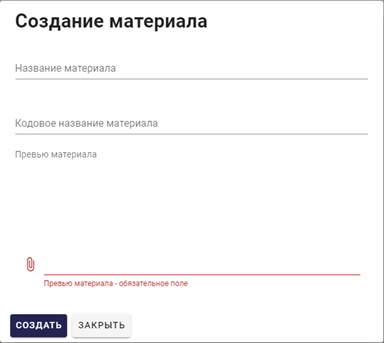 Создание материала
Название материала
Кодовое название материала
Превью материала
Превью материала - обязательное поле
СОЗДАТЬ ЗАКРЫТЬ